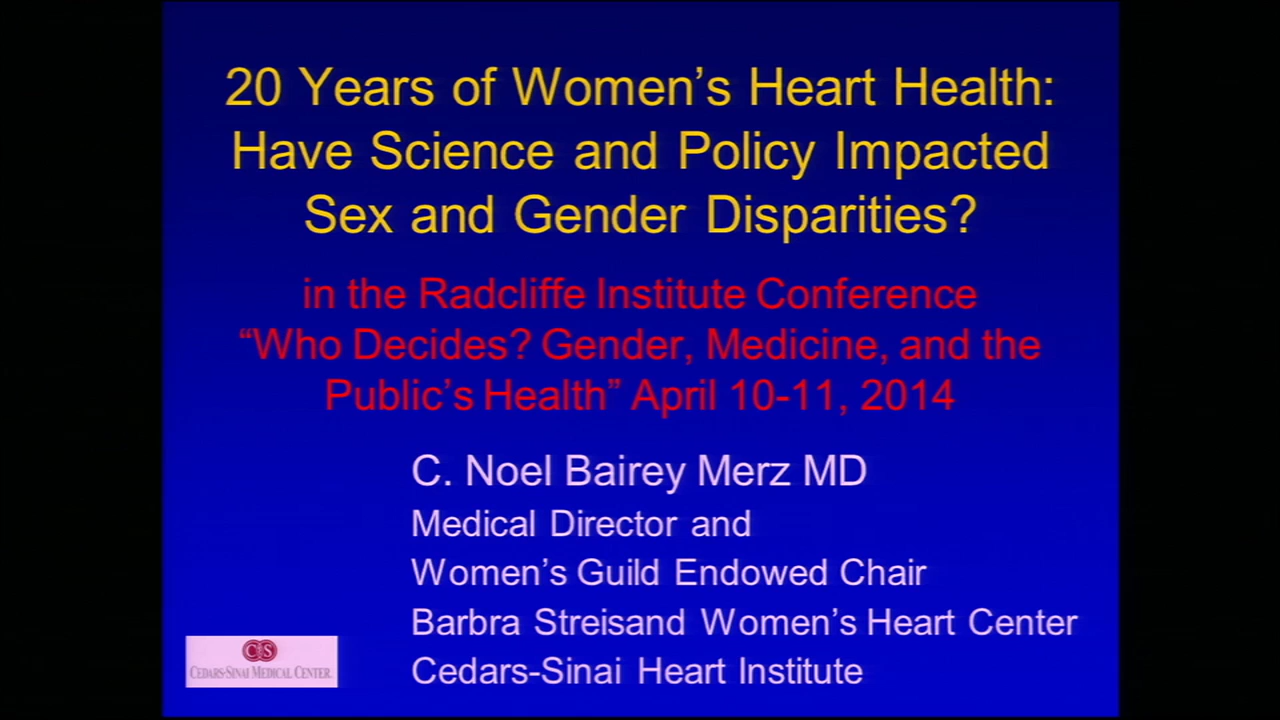 20 Years of Women’s Heart Health:
Have Science and Policy Impacted
Sex and Gender Disparities?
in the Radcliffe Institute Conference
“Who Decides? Gender, Medicine, and the
Public’s Health” April 10-11, 2014
C. Noel Bairey Merz MD
Medical Director and
Women’s Guild Endowed Chair
Barbra Streisand Women’s Heart Center
Cedars-Sinai Heart Institute
CS
CEDARS-SINAI MEDICAL CENTER